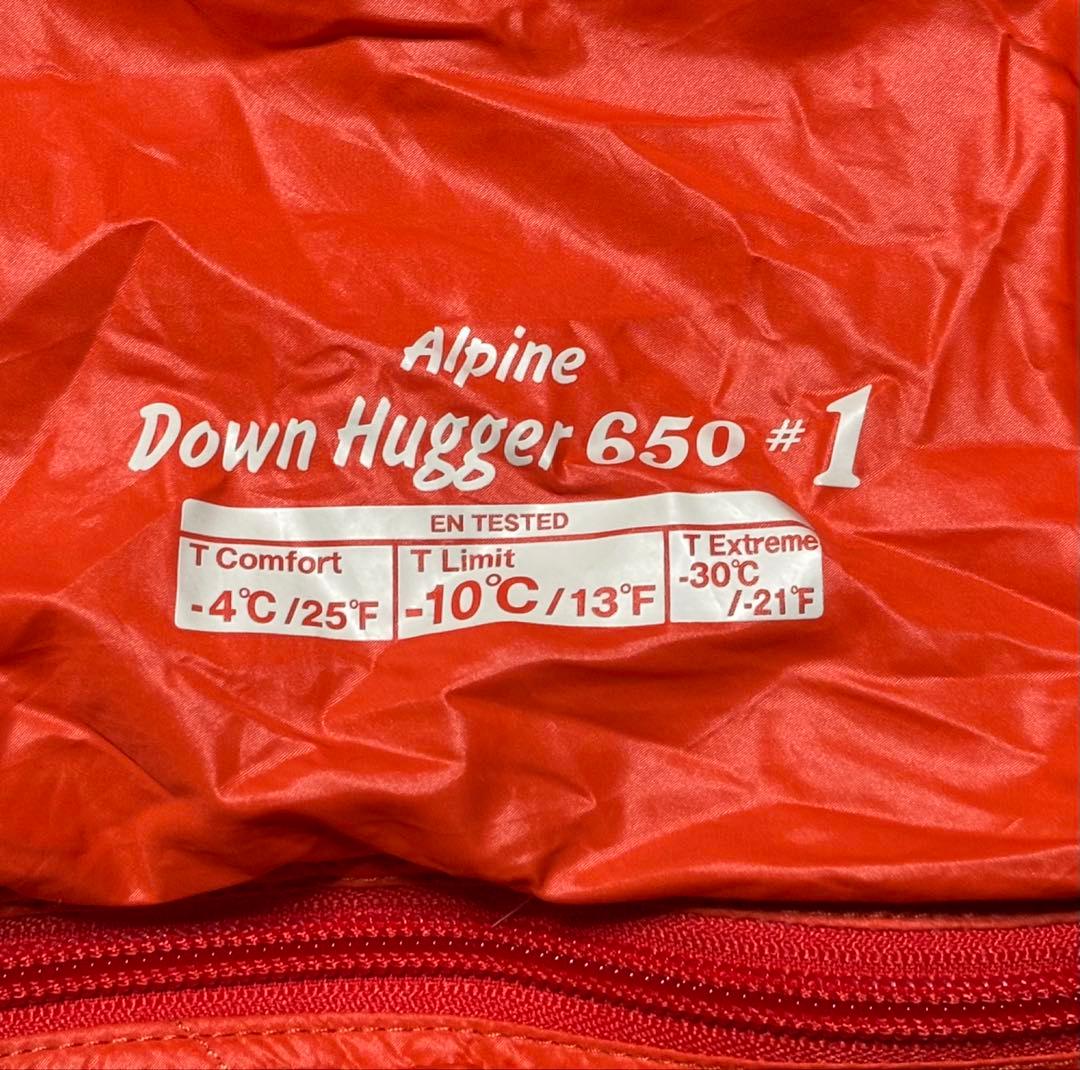 Alpine
Down Hugger 650 #1
EN TESTED
T Comfort
-4℃/25°F
T Limit
-10℃/13°F
T Extreme
-30℃
/-21°F